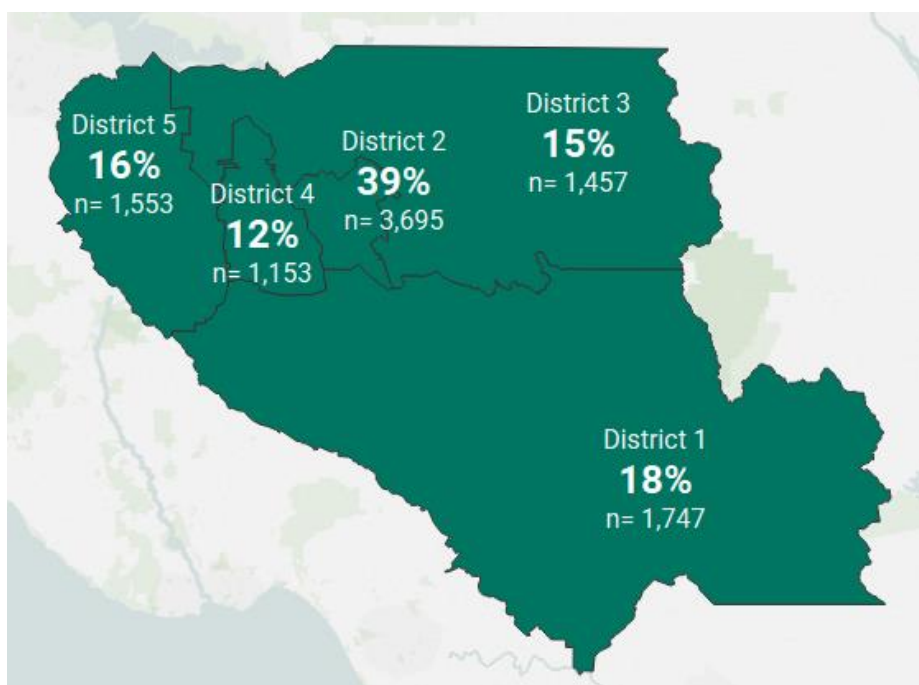 District 5
16%
n= 1,553
District 4
12%
n= 1,153
District 2
39%
n= 3,695
District 3
15%
n= 1,457
District 1
18%
n= 1,747